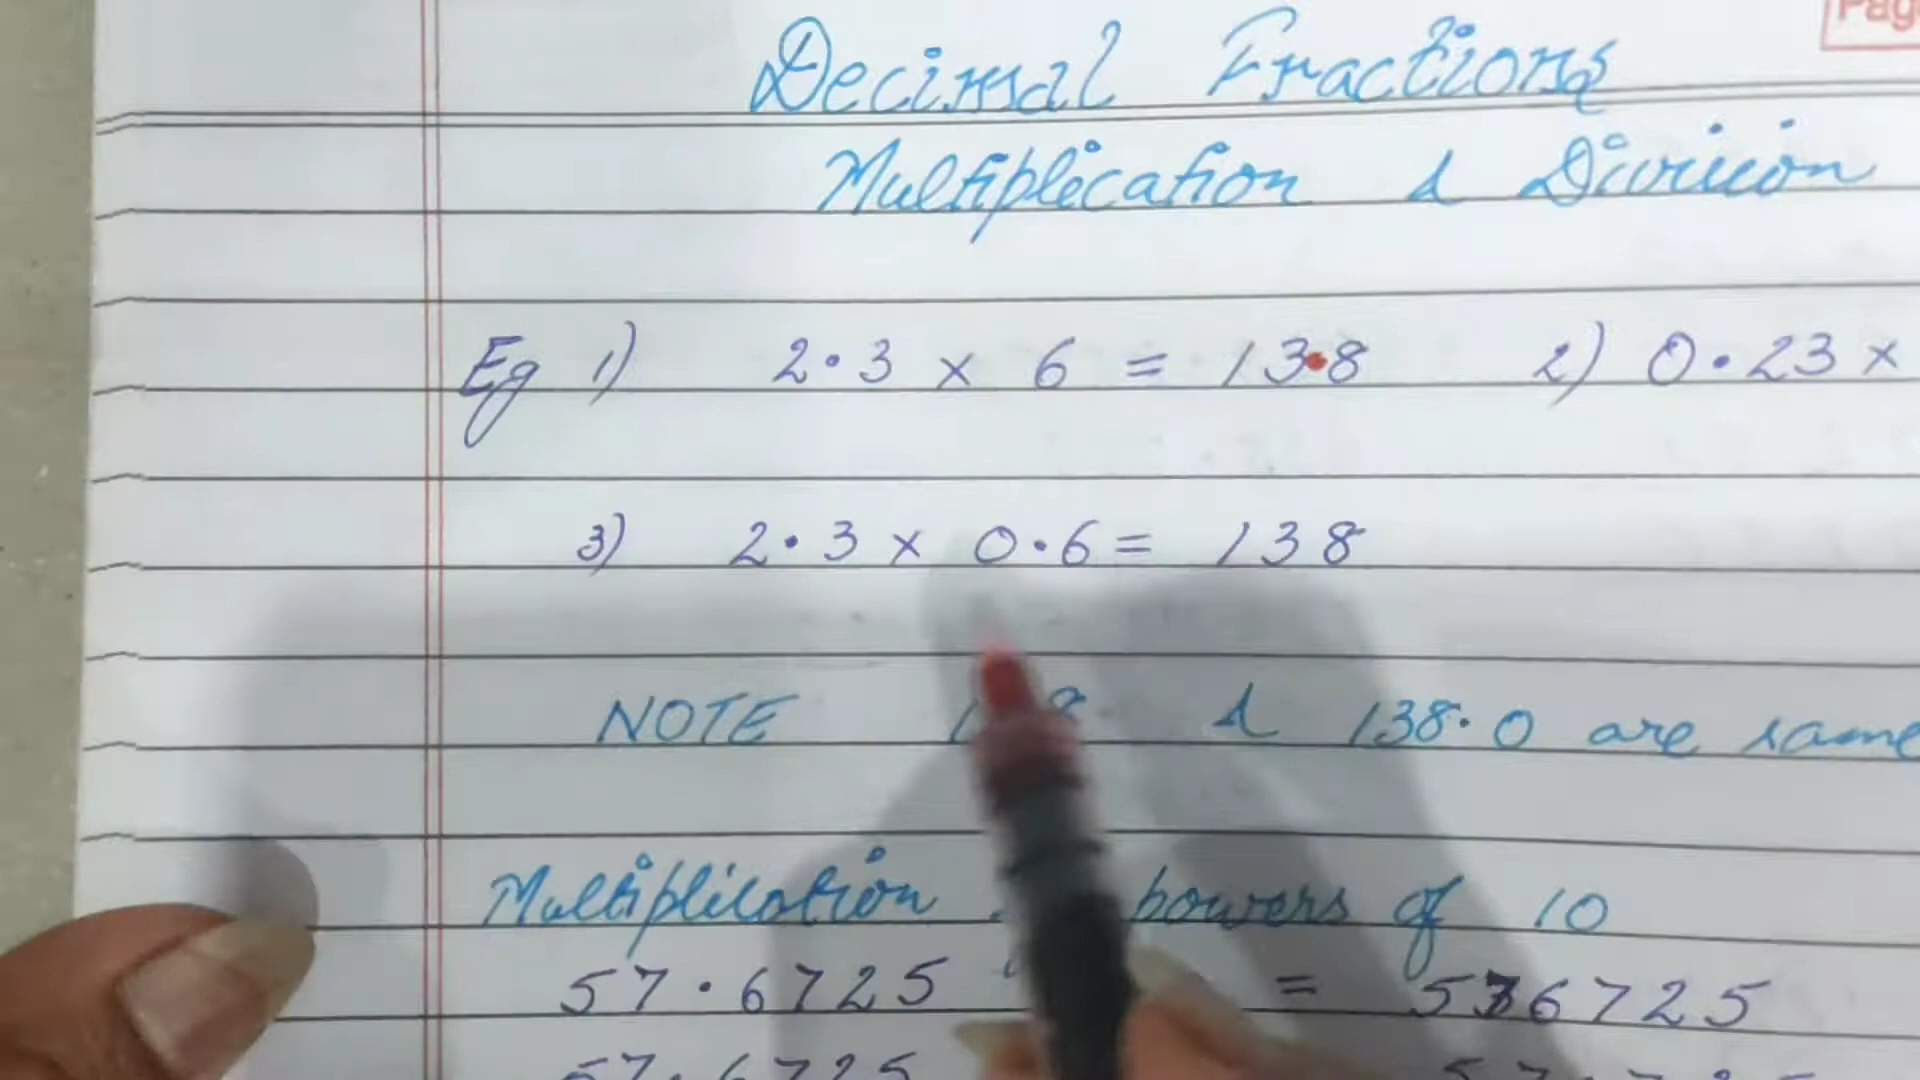 Page
Decimal Fractions
Multiplication & Division
Eg 1) 2.3 x 6 = 13.8 2) 0.23 x
3) 2.3 x 0.6 = 138
NOTE & 138.0 are same
Multiplication powers of 10
57.6725 = 576725